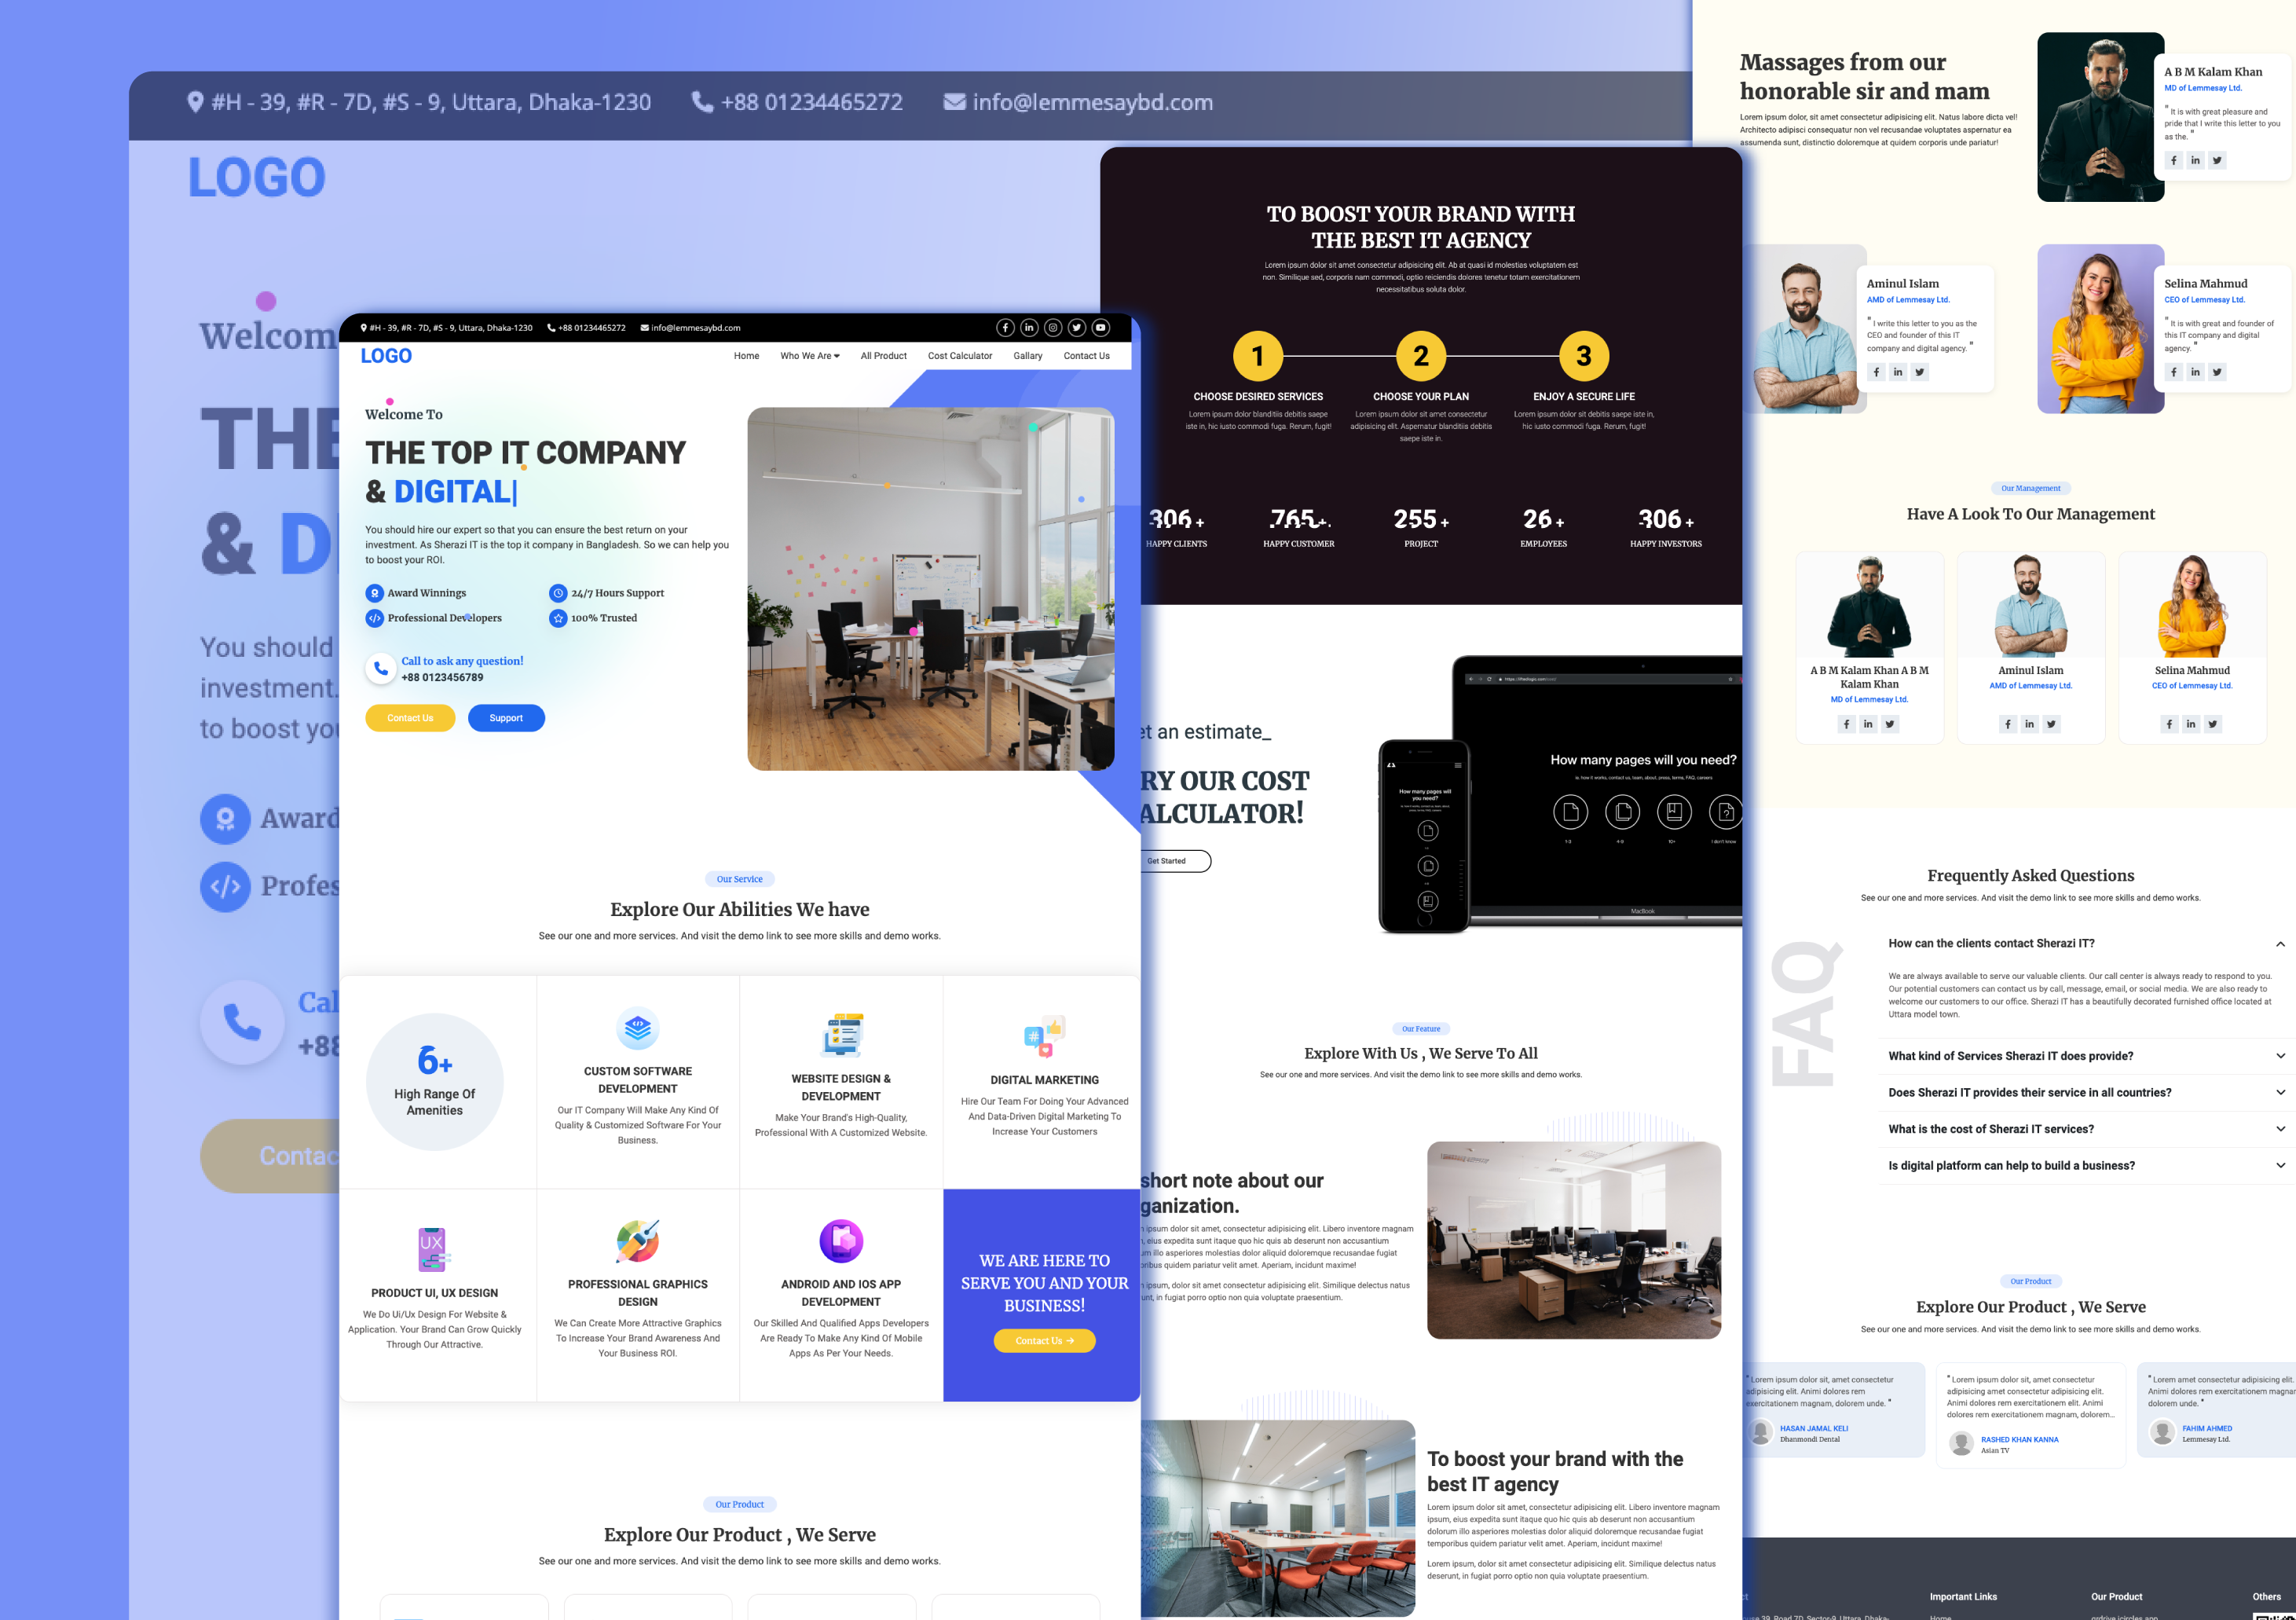 #H - 39, #R - 7D, #S - 9, Uttara, Dhaka-1230 +88 01234465272 info@lemmesaybd.com
LOGO
Welcom
THE
& D
You should
investment.
to boost you
Award
Profes
Cal
+88
Contac
#H - 39, #R - 7D, #S - 9, Uttara, Dhaka-1230 +88 01234465272 info@lemmesaybd.com
LOGO
Home Who We Are All Product Cost Calculator Gallary Contact Us
Welcome To
THE TOP IT COMPANY
& DIGITAL|
You should hire our expert so that you can ensure the best return on your
investment. As Sherazi IT is the top it company in Bangladesh. So we can help you
to boost your ROI.
Award Winnings 24/7 Hours Support
Professional Developers 100% Trusted
Call to ask any question!
+88 0123456789
Contact Us Support
Our Service
Explore Our Abilities We have
See our one and more services. And visit the demo link to see more skills and demo works.
6+
High Range Of
Amenities
CUSTOM SOFTWARE
DEVELOPMENT
Our IT Company Will Make Any Kind Of
Quality & Customized Software For Your
Business.
WEBSITE DESIGN &
DEVELOPMENT
Make Your Brand's High-Quality,
Professional With A Customized Website.
DIGITAL MARKETING
Hire Our Team For Doing Your Advanced
And Data-Driven Digital Marketing To
Increase Your Customers
UX
PRODUCT UI, UX DESIGN
We Do Ui/Ux Design For Website &
Application. Your Brand Can Grow Quickly
Through Our Attractive.
PROFESSIONAL GRAPHICS
DESIGN
We Can Create More Attractive Graphics
To Increase Your Brand Awareness And
Your Business ROI.
ANDROID AND IOS APP
DEVELOPMENT
Our Skilled And Qualified Apps Developers
Are Ready To Make Any Kind Of Mobile
Apps As Per Your Needs.
WE ARE HERE TO
SERVE YOU AND YOUR
BUSINESS!
Contact Us →
Our Product
Explore Our Product , We Serve
See our one and more services. And visit the demo link to see more skills and demo works.
TO BOOST YOUR BRAND WITH
THE BEST IT AGENCY
Lorem ipsum dolor sit amet consectetur adipisicing elit. Ab at quasi id molestias voluptatem est
non. Similique sed, corporis nam commodi, optio reiciendis dolores tenetur totam exercitationem
necessitatibus soluta dolor.
1 2 3
CHOOSE DESIRED SERVICES
Lorem ipsum dolor blanditiis debitis saepe
iste in, hic iusto commodi fuga. Rerum, fugit!
CHOOSE YOUR PLAN
Lorem ipsum dolor sit amet consectetur
adipisicing elit. Aspernatur blanditiis debitis
saepe iste in.
ENJOY A SECURE LIFE
Lorem ipsum dolor sit debitis saepe iste in,
hic iusto commodi fuga. Rerum, fugit!
306 + 765 + 255 + 26 + 306 +
HAPPY CLIENTS HAPPY CUSTOMER PROJECT EMPLOYEES HAPPY INVESTORS
et an estimate_
RY OUR COST
ALCULATOR!
Get Started
How many pages will
you need?
How many pages will you need?
is. how it works, contact us, team, about, press, terms, FAQ, careers
1-3 4-9 10+ I don't know
MacBook
Our Feature
Explore With Us , We Serve To All
See our one and more services. And visit the demo link to see more skills and demo works.
short note about our
ganization.
ipsum dolor sit amet, consectetur adipisicing elit. Libero inventore magnam
, eius expedita sunt itaque quo hic quis ab deserunt non accusantium
um illo asperiores molestias dolor aliquid doloremque recusandae fugiat
oribus quidem pariatur velit amet. Aperiam, incidunt maxime!
ipsum, dolor sit amet consectetur adipisicing elit. Similique delectus natus
unt, in fugiat porro optio non quia voluptate praesentium.
To boost your brand with the
best IT agency
Lorem ipsum dolor sit amet, consectetur adipisicing elit. Libero inventore magnam
ipsum, eius expedita sunt itaque quo hic quis ab deserunt non accusantium
dolorum illo asperiores molestias dolor aliquid doloremque recusandae fugiat
temporibus quidem pariatur velit amet. Aperiam, incidunt maxime!
Lorem ipsum, dolor sit amet consectetur adipisicing elit. Similique delectus natus
deserunt, in fugiat porro optio non quia voluptate praesentium.
Massages from our
honorable sir and mam
Lorem ipsum dolor, sit amet consectetur adipisicing elit. Natus labore dicta vel!
Architecto adipisci consequatur non vel recusandae voluptates aspernatur ea
assumenda sunt, distinctio doloremque at quidem corporis unde pariatur!
A B M Kalam Khan
MD of Lemmesay Ltd.
" It is with great pleasure and
pride that I write this letter to you
as the. "
Aminul Islam
AMD of Lemmesay Ltd.
" I write this letter to you as the
CEO and founder of this IT
company and digital agency. "
Selina Mahmud
CEO of Lemmesay Ltd.
" It is with great and founder of
this IT company and digital
agency. "
Our Management
Have A Look To Our Management
A B M Kalam Khan A B M
Kalam Khan
MD of Lemmesay Ltd.
Aminul Islam
AMD of Lemmesay Ltd.
Selina Mahmud
CEO of Lemmesay Ltd.
Frequently Asked Questions
See our one and more services. And visit the demo link to see more skills and demo works.
FAQ
How can the clients contact Sherazi IT?
We are always available to serve our valuable clients. Our call center is always ready to respond to you.
Our potential customers can contact us by call, message, email, or social media. We are also ready to
welcome our customers to our office. Sherazi IT has a beautifully decorated furnished office located at
Uttara model town.
What kind of Services Sherazi IT does provide?
Does Sherazi IT provides their service in all countries?
What is the cost of Sherazi IT services?
Is digital platform can help to build a business?
Our Product
Explore Our Product , We Serve
See our one and more services. And visit the demo link to see more skills and demo works.
" Lorem ipsum dolor sit, amet consectetur
adipisicing elit. Animi dolores rem
exercitationem magnam, dolorem unde. "
HASAN JAMAL KELI
Dhanmondi Dental
" Lorem ipsum dolor sit, amet consectetur
adipisicing amet consectetur adipisicing elit.
Animi dolores rem exercitationem elit. Animi
dolores rem exercitationem magnam, dolorem...
RASHED KHAN KANNA
Asian TV
" Lorem amet consectetur adipisicing elit.
Animi dolores rem exercitationem magnam
dolorem unde. "
FAHIM AHMED
Lemmesay Ltd.
Important Links Our Product Others